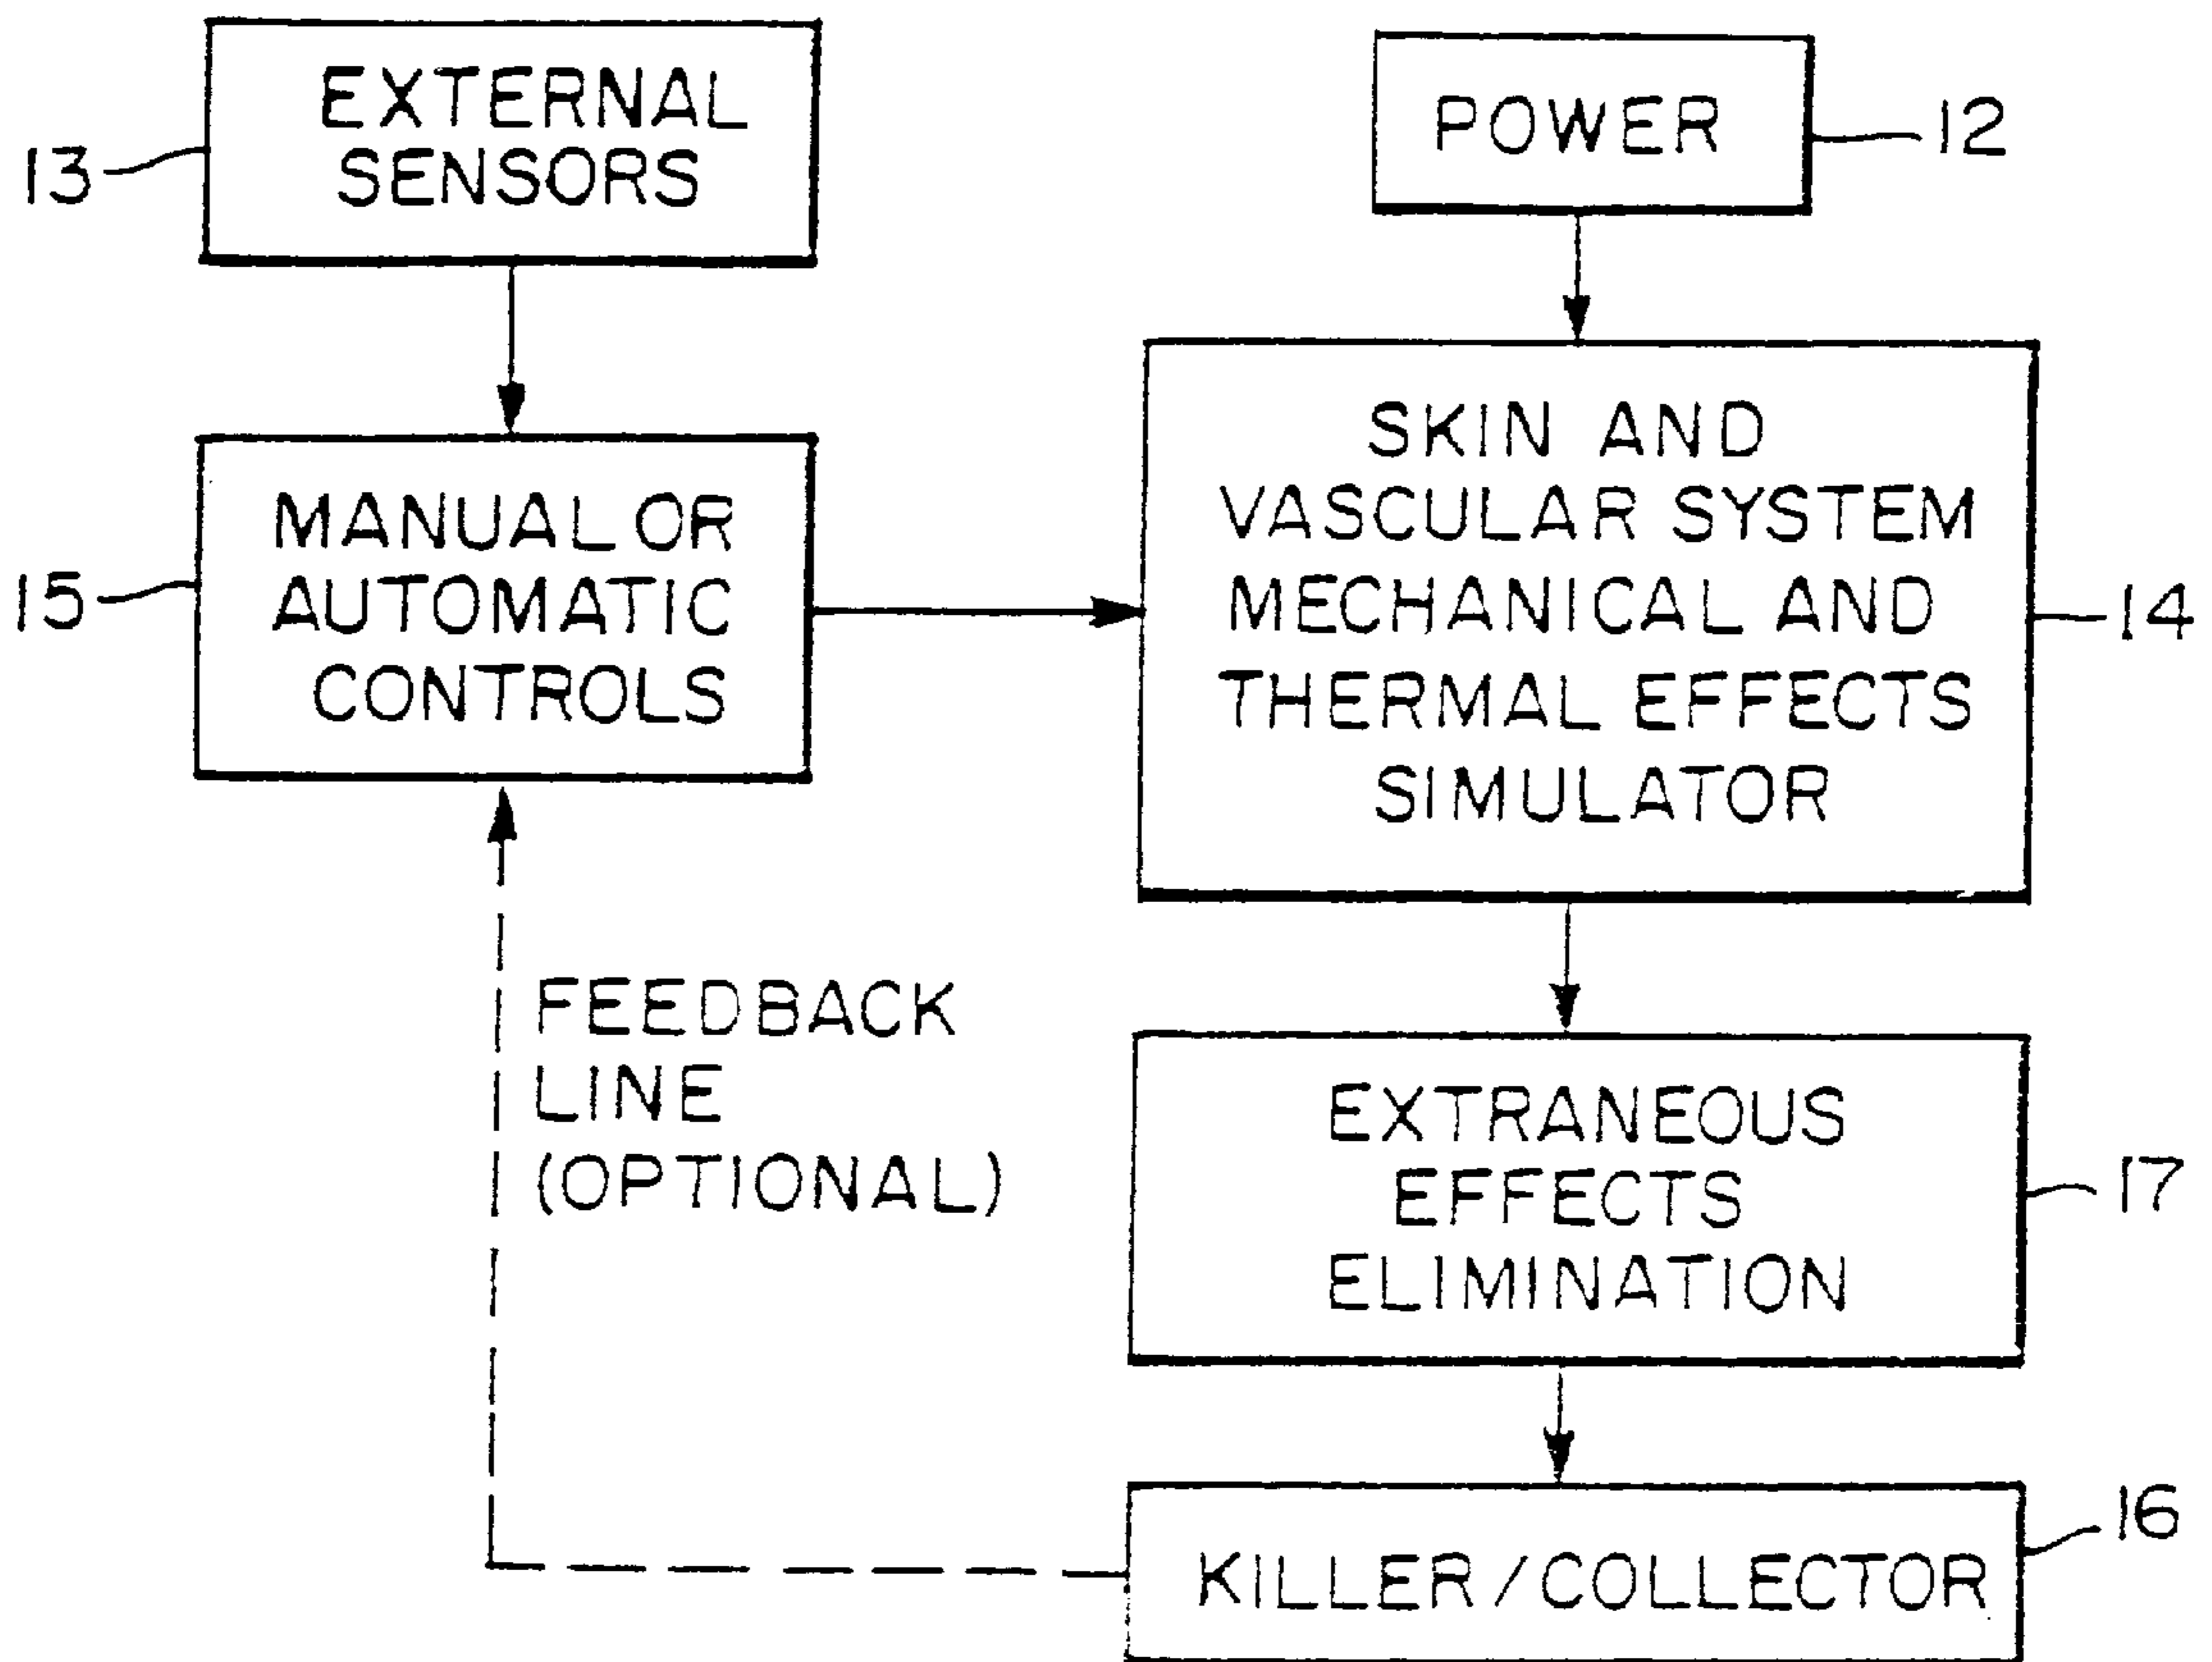 EXTERNAL
SENSORS
13
POWER
12
MANUAL OR
AUTOMATIC
CONTROLS
15
SKIN AND
VASCULAR SYSTEM
MECHANICAL AND
THERMAL EFFECTS
SIMULATOR
14
FEEDBACK
LINE
(OPTIONAL)
EXTRANEOUS
EFFECTS
ELIMINATION
17
KILLER/COLLECTOR
16